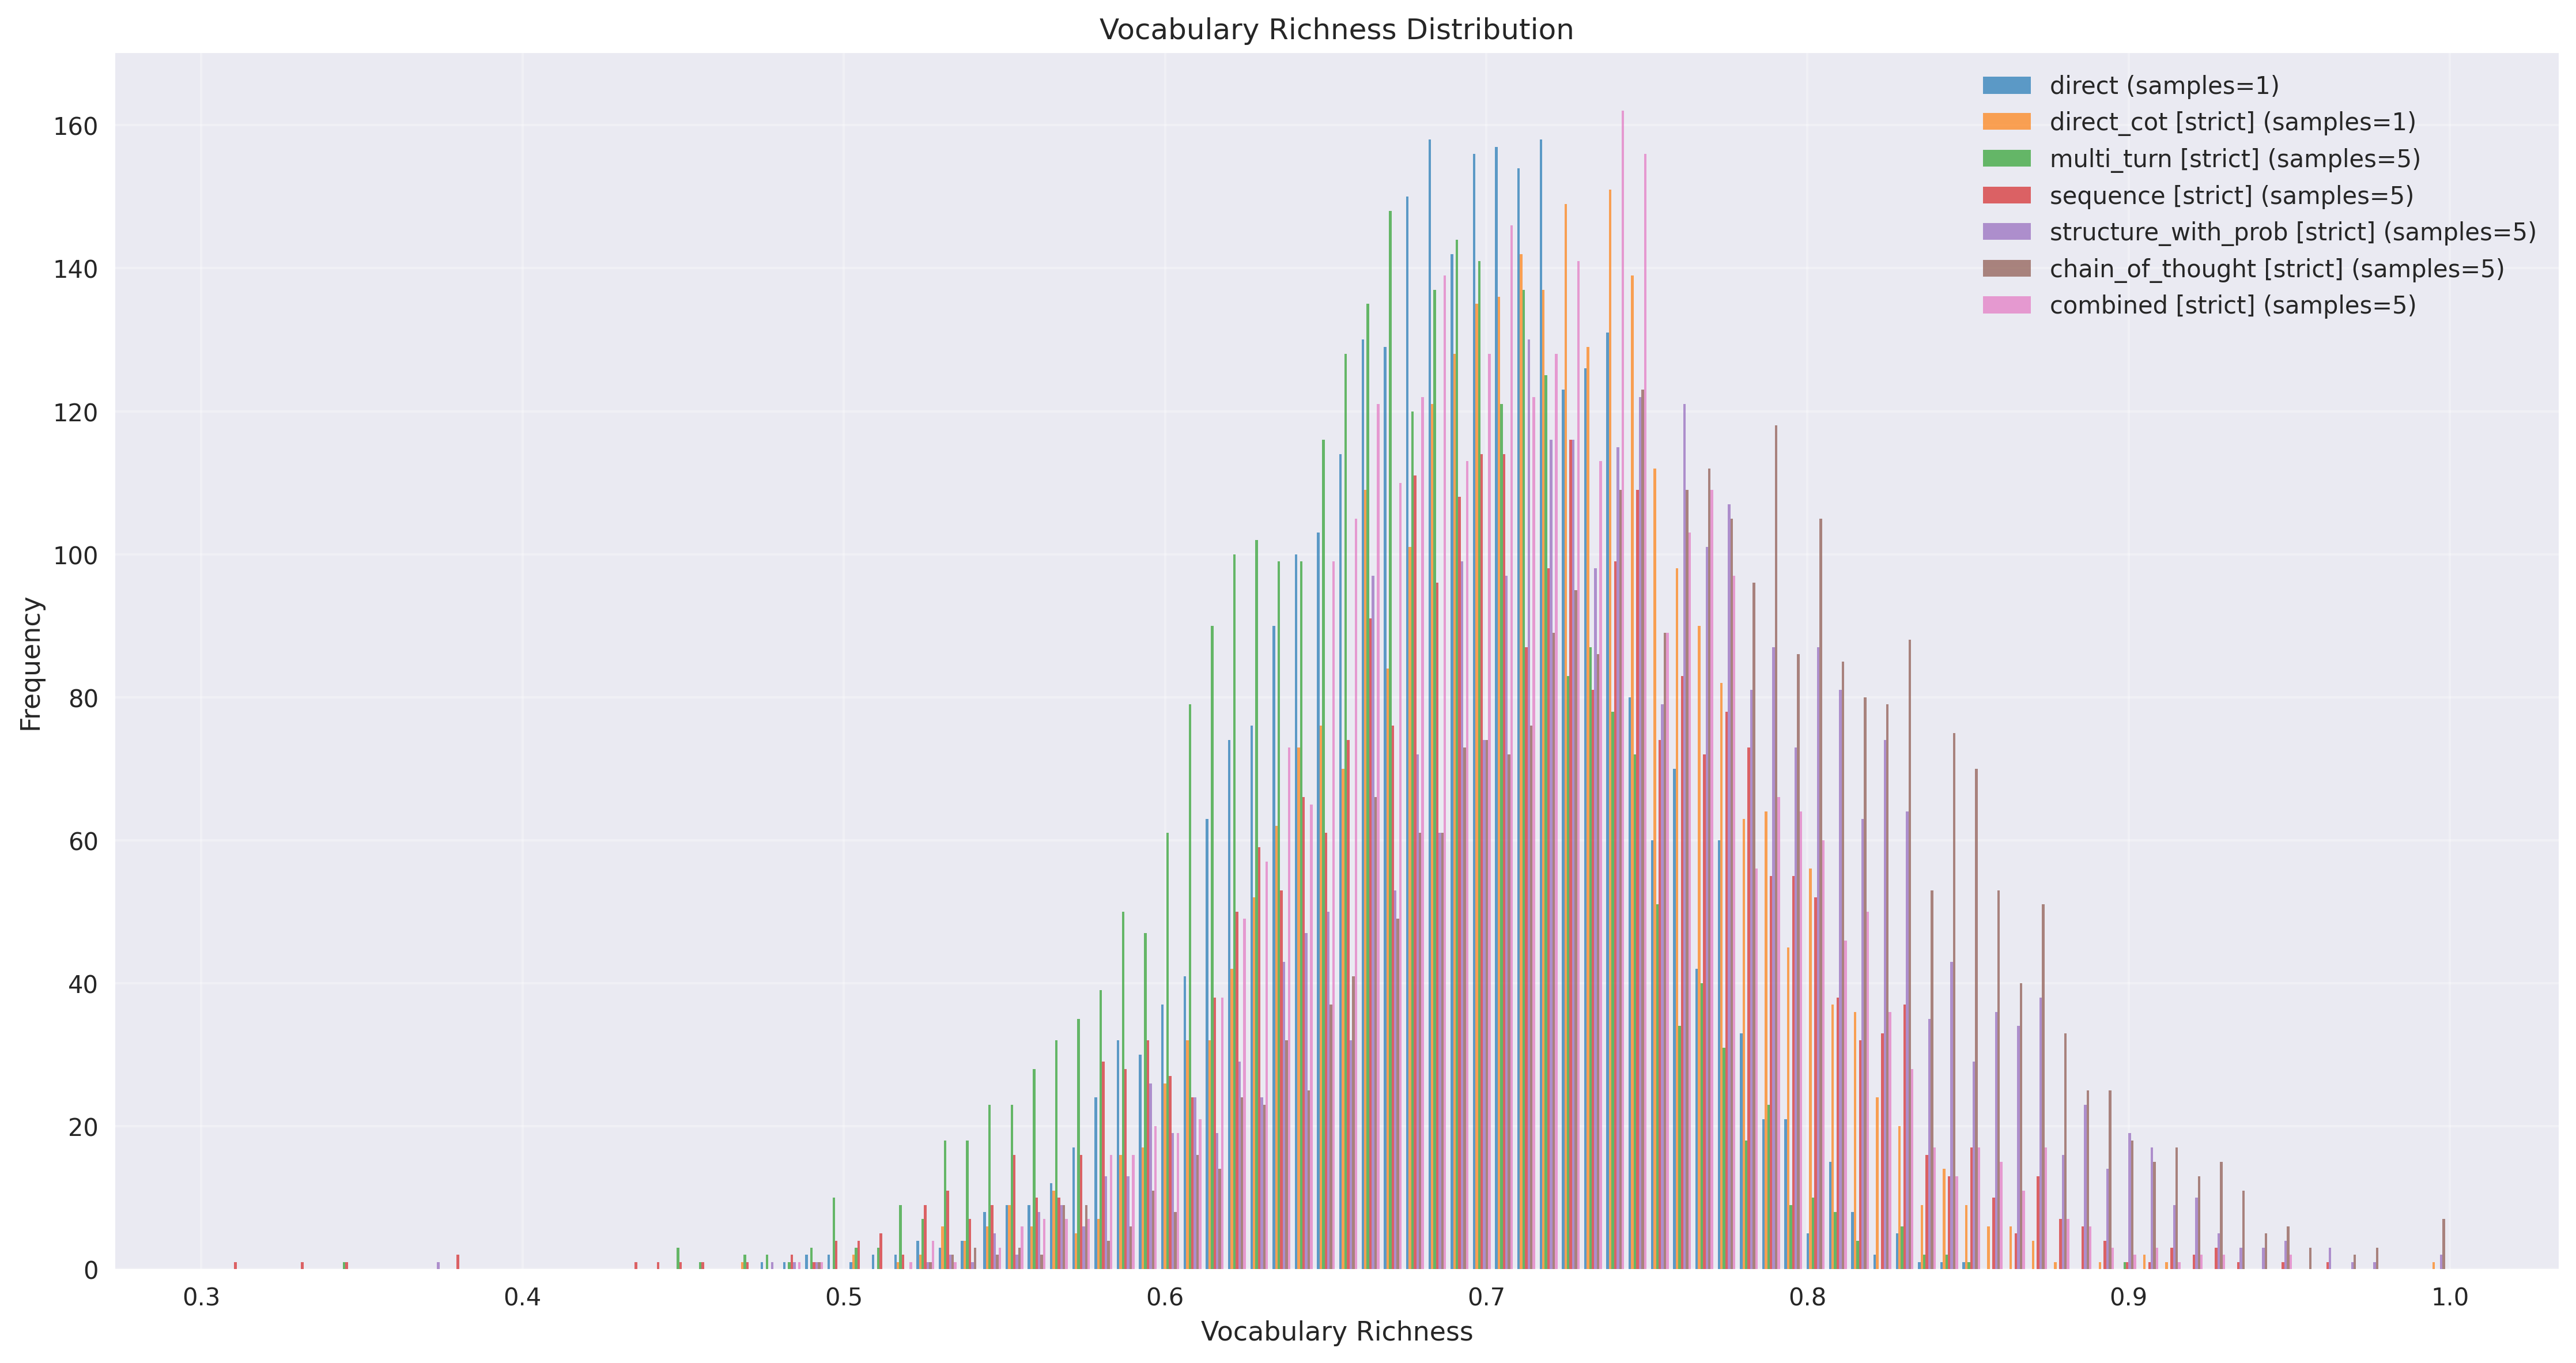 Vocabulary Richness Distribution
direct (samples=1)
direct_cot [strict] (samples=1)
multi_turn [strict] (samples=5)
sequence [strict] (samples=5)
structure_with_prob [strict] (samples=5)
chain_of_thought [strict] (samples=5)
combined [strict] (samples=5)
Frequency
160
140
120
100
80
60
40
20
0
0.3 0.4 0.5 0.6 0.7 0.8 0.9 1.0
Vocabulary Richness